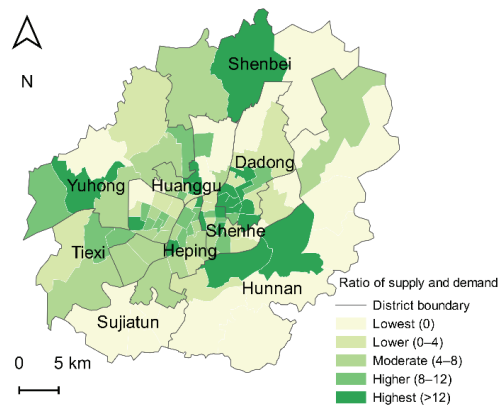 N
Shenbei
Dadong
Yuhong
Huanggu
Shenhe
Tiexi
Heping
Hunnan
Sujiatun
0 5 km
Ratio of supply and demand
District boundary
Lowest (0)
Lower (0–4)
Moderate (4–8)
Higher (8–12)
Highest (>12)